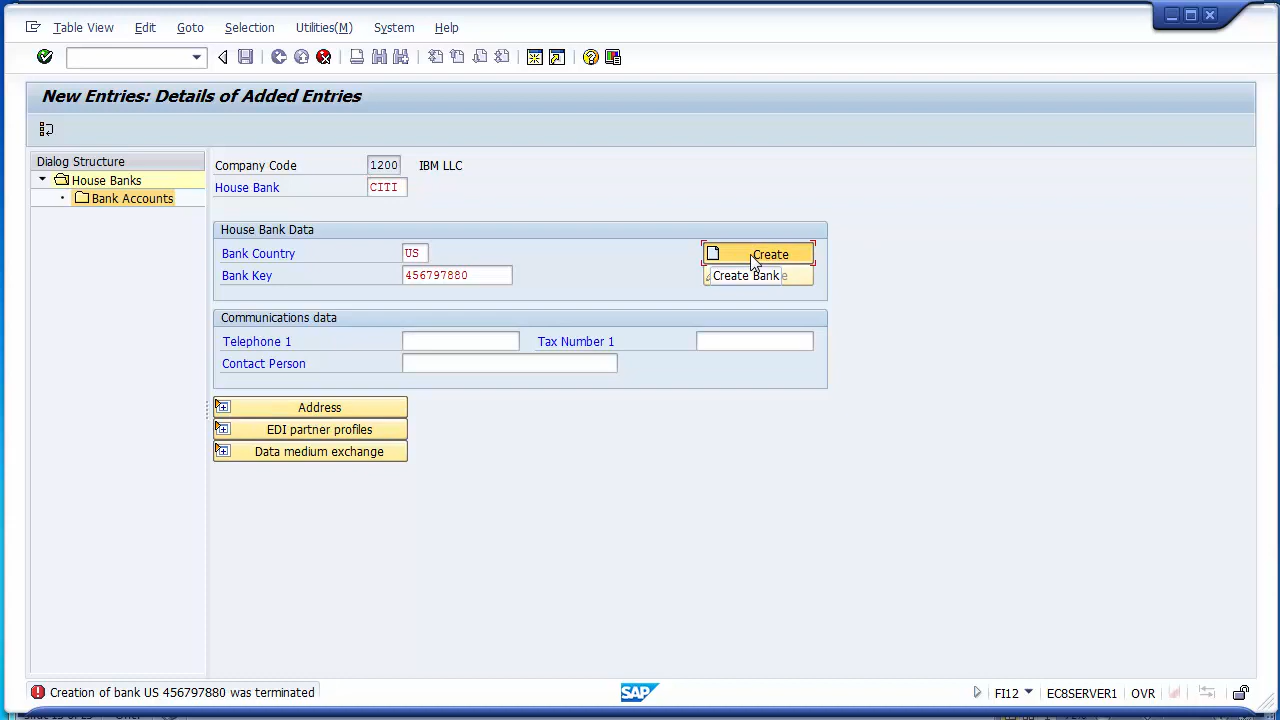 Table View Edit Goto Selection Utilities(M) System Help
New Entries: Details of Added Entries
Dialog Structure
House Banks
Bank Accounts
Company Code 1200 IBM LLC
House Bank CITI
House Bank Data
Bank Country US
Create
Bank Key 456797880
Create Bank
Communications data
Telephone 1 Tax Number 1
Contact Person
Address
EDI partner profiles
Data medium exchange
Creation of bank US 456797880 was terminated
SAP
FI12 ECC6SERVER1 OVR